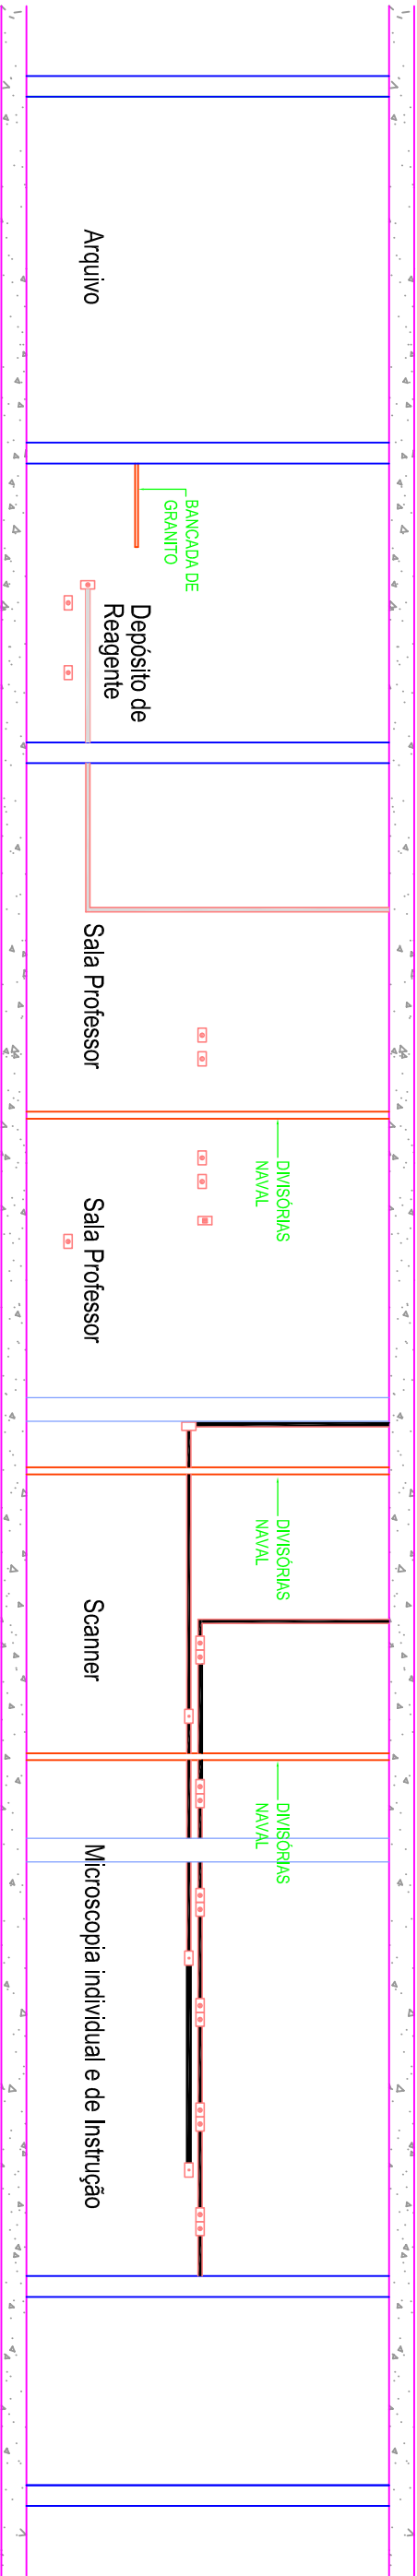 Arquivo
BANCADA DE
GRANITO
Depósito de
Reagente
Sala Professor
DIVISÓRIAS
NAVAL
Sala Professor
DIVISÓRIAS
NAVAL
Scanner
DIVISÓRIAS
NAVAL
Microscopia individual e de Instrução